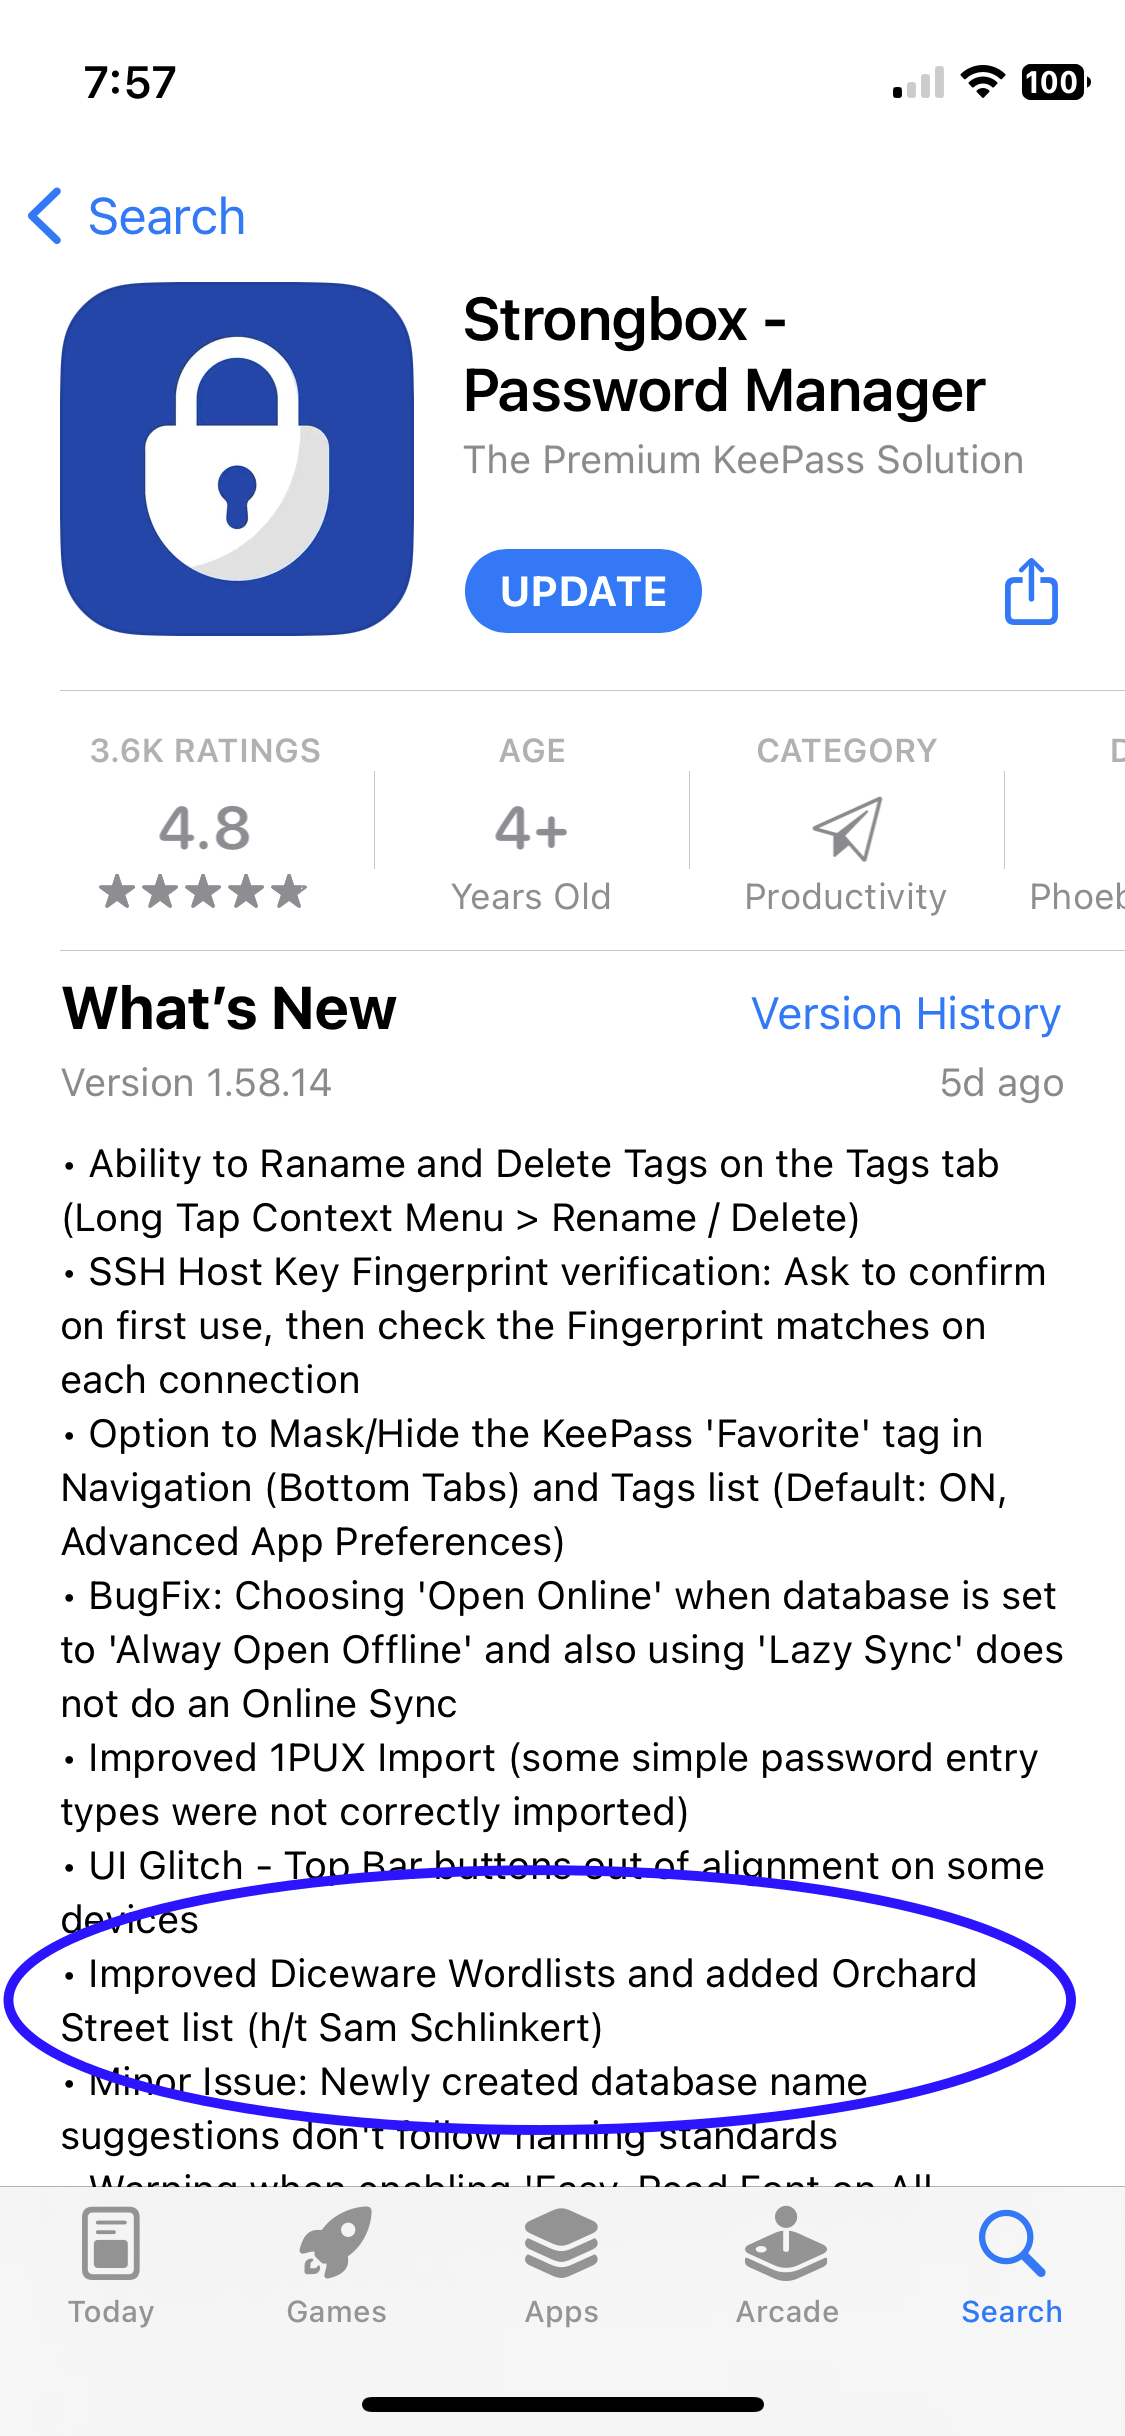 7:57
100
Search
Strongbox -
Password Manager
The Premium KeePass Solution
UPDATE
3.6K RATINGS
4.8
AGE
4+
Years Old
CATEGORY
Productivity
D
Phoeb
What's New
Version History
Version 1.58.14
5d ago
• Ability to Raname and Delete Tags on the Tags tab
(Long Tap Context Menu > Rename / Delete)
• SSH Host Key Fingerprint verification: Ask to confirm
on first use, then check the Fingerprint matches on
each connection
• Option to Mask/Hide the KeePass 'Favorite' tag in
Navigation (Bottom Tabs) and Tags list (Default: ON,
Advanced App Preferences)
• BugFix: Choosing 'Open Online' when database is set
to 'Alway Open Offline' and also using 'Lazy Sync' does
not do an Online Sync
• Improved 1PUX Import (some simple password entry
types were not correctly imported)
• UI Glitch - Top Bar buttons out of alignment on some
devices
• Improved Diceware Wordlists and added Orchard
Street list (h/t Sam Schlinkert)
• Minor Issue: Newly created database name
suggestions don't follow naming standards
• Warning when enabling 'Easy-Read Font on All
Today
Games
Apps
Arcade
Search